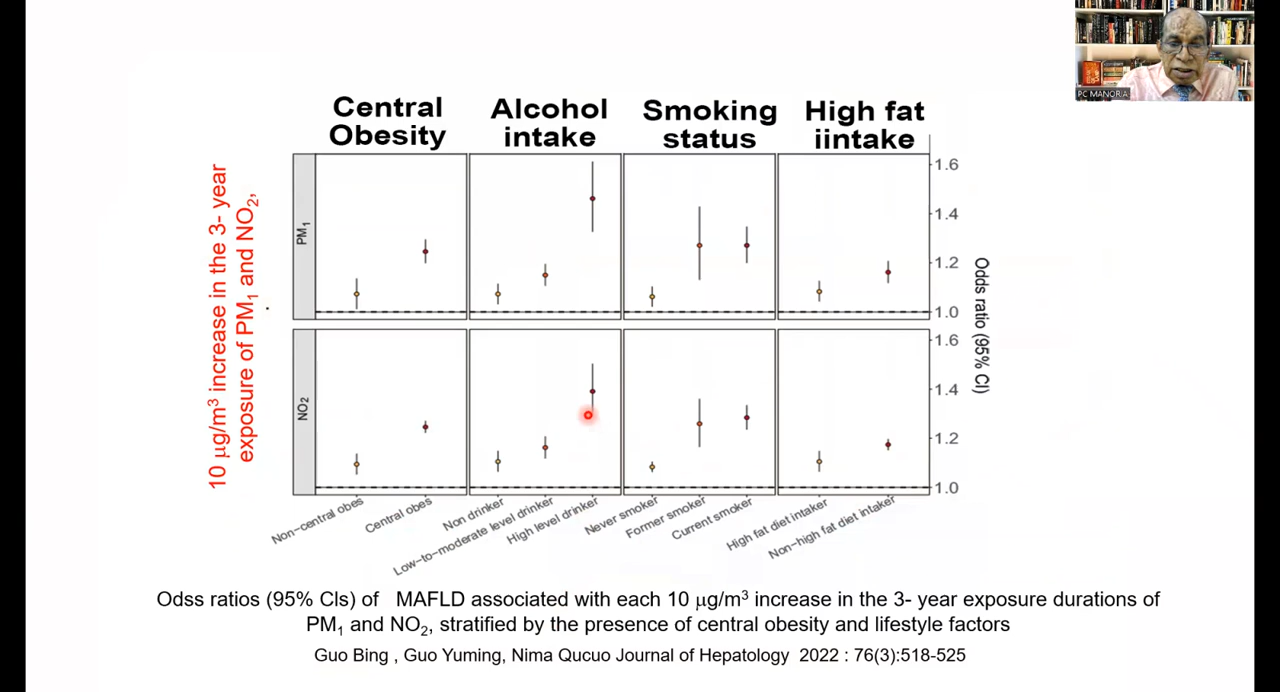 PC MANORIA
Central
Obesity
Alcohol
intake
Smoking
status
High fat
iintake
10 µg/m³ increase in the 3- year
exposure of PM₁ and NO₂,
PM₁
NO₂
1.6
1.4
1.2
1.0
1.6
1.4
1.2
1.0
Odds ratio (95% CI)
Non-central obes
Central obes
Non drinker
Low-to-moderate level drinker
High level drinker
Never smoker
Former smoker
Current smoker
High fat diet intaker
Non-high fat diet intaker
Odss ratios (95% CIs) of MAFLD associated with each 10 µg/m³ increase in the 3- year exposure durations of
PM₁ and NO₂, stratified by the presence of central obesity and lifestyle factors
Guo Bing , Guo Yuming, Nima Qucuo Journal of Hepatology 2022 : 76(3):518-525